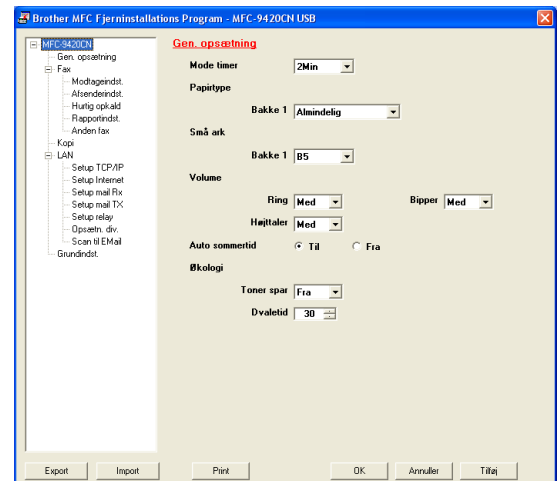 Brother MFC Fjerninstallations Program - MFC-9420CN USB
MFC-9420CN
Gen. opsætning
Fax
Modtageindst.
Afsenderindst.
Hurtig opkald
Rapportindst.
Anden fax
Kopi
LAN
Setup TCP/IP
Setup Internet
Setup mail Rx
Setup mail TX
Setup relay
Opsætn. div.
Scan til EMail
Grundindst.
Gen. opsætning
Mode timer 2Min
Papirtype
Bakke 1 Almindelig
Små ark
Bakke 1 B5
Volume
Ring Med Bipper Med
Højttaler Med
Auto sommertid Til Fra
Økologi
Toner spar Fra
Dvaletid 30
Export Import Print OK Annuller Tilføj